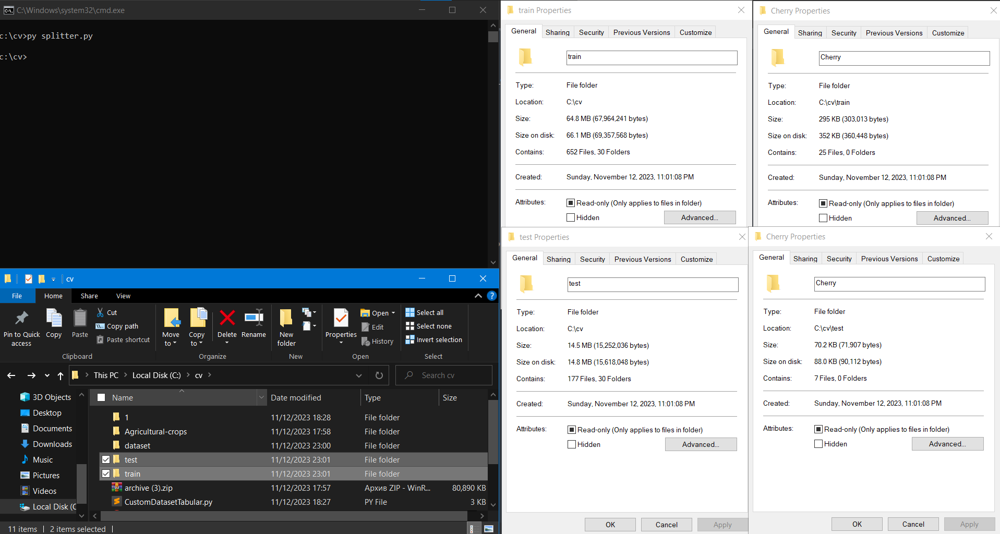 C:\Windows\system32\cmd.exe
c:\cv>py splitter.py
c:\cv>
cv
File Home Share View
Pin to Quick access
Copy
Paste
Cut
Copy path
Paste shortcut
Clipboard
Move to
Copy to
Delete
Rename
Organize
New folder
New
Properties
Open
Edit
History
Open
Select all
Select none
Invert selection
Select
This PC Local Disk (C:) cv
Search cv
3D Objects
Desktop
Documents
Downloads
Music
Pictures
Videos
Local Disk (C
Name Date modified Type Size
1 11/12/2023 18:28 File folder
Agricultural-crops 11/12/2023 17:58 File folder
dataset 11/12/2023 23:00 File folder
test 11/12/2023 23:01 File folder
train 11/12/2023 23:01 File folder
archive (3).zip 11/12/2023 17:57 Архив ZIP - WinR... 80,890 KB
CustomDatasetTabular.py 11/12/2023 18:27 PY File 3 KB
11 items 2 items selected
train Properties
General Sharing Security Previous Versions Customize
train
Type: File folder
Location: C:\cv
Size: 64.8 MB (67,964,241 bytes)
Size on disk: 66.1 MB (69,357,568 bytes)
Contains: 652 Files, 30 Folders
Created: Sunday, November 12, 2023, 11:01:08 PM
Attributes: Read-only (Only applies to files in folder)
Hidden Advanced...
Cherry Properties
General Sharing Security Previous Versions Customize
Cherry
Type: File folder
Location: C:\cv\train
Size: 295 KB (303,013 bytes)
Size on disk: 352 KB (360,448 bytes)
Contains: 25 Files, 0 Folders
Created: Sunday, November 12, 2023, 11:01:08 PM
Attributes: Read-only (Only applies to files in folder)
Hidden Advanced...
test Properties
General Sharing Security Previous Versions Customize
test
Type: File folder
Location: C:\cv
Size: 14.5 MB (15,252,036 bytes)
Size on disk: 14.8 MB (15,618,048 bytes)
Contains: 177 Files, 30 Folders
Created: Sunday, November 12, 2023, 11:01:08 PM
Attributes: Read-only (Only applies to files in folder)
Hidden Advanced...
OK Cancel Apply
Cherry Properties
General Sharing Security Previous Versions Customize
Cherry
Type: File folder
Location: C:\cv\test
Size: 70.2 KB (71,907 bytes)
Size on disk: 88.0 KB (90,112 bytes)
Contains: 7 Files, 0 Folders
Created: Sunday, November 12, 2023, 11:01:08 PM
Attributes: Read-only (Only applies to files in folder)
Hidden Advanced...
OK Cancel Apply